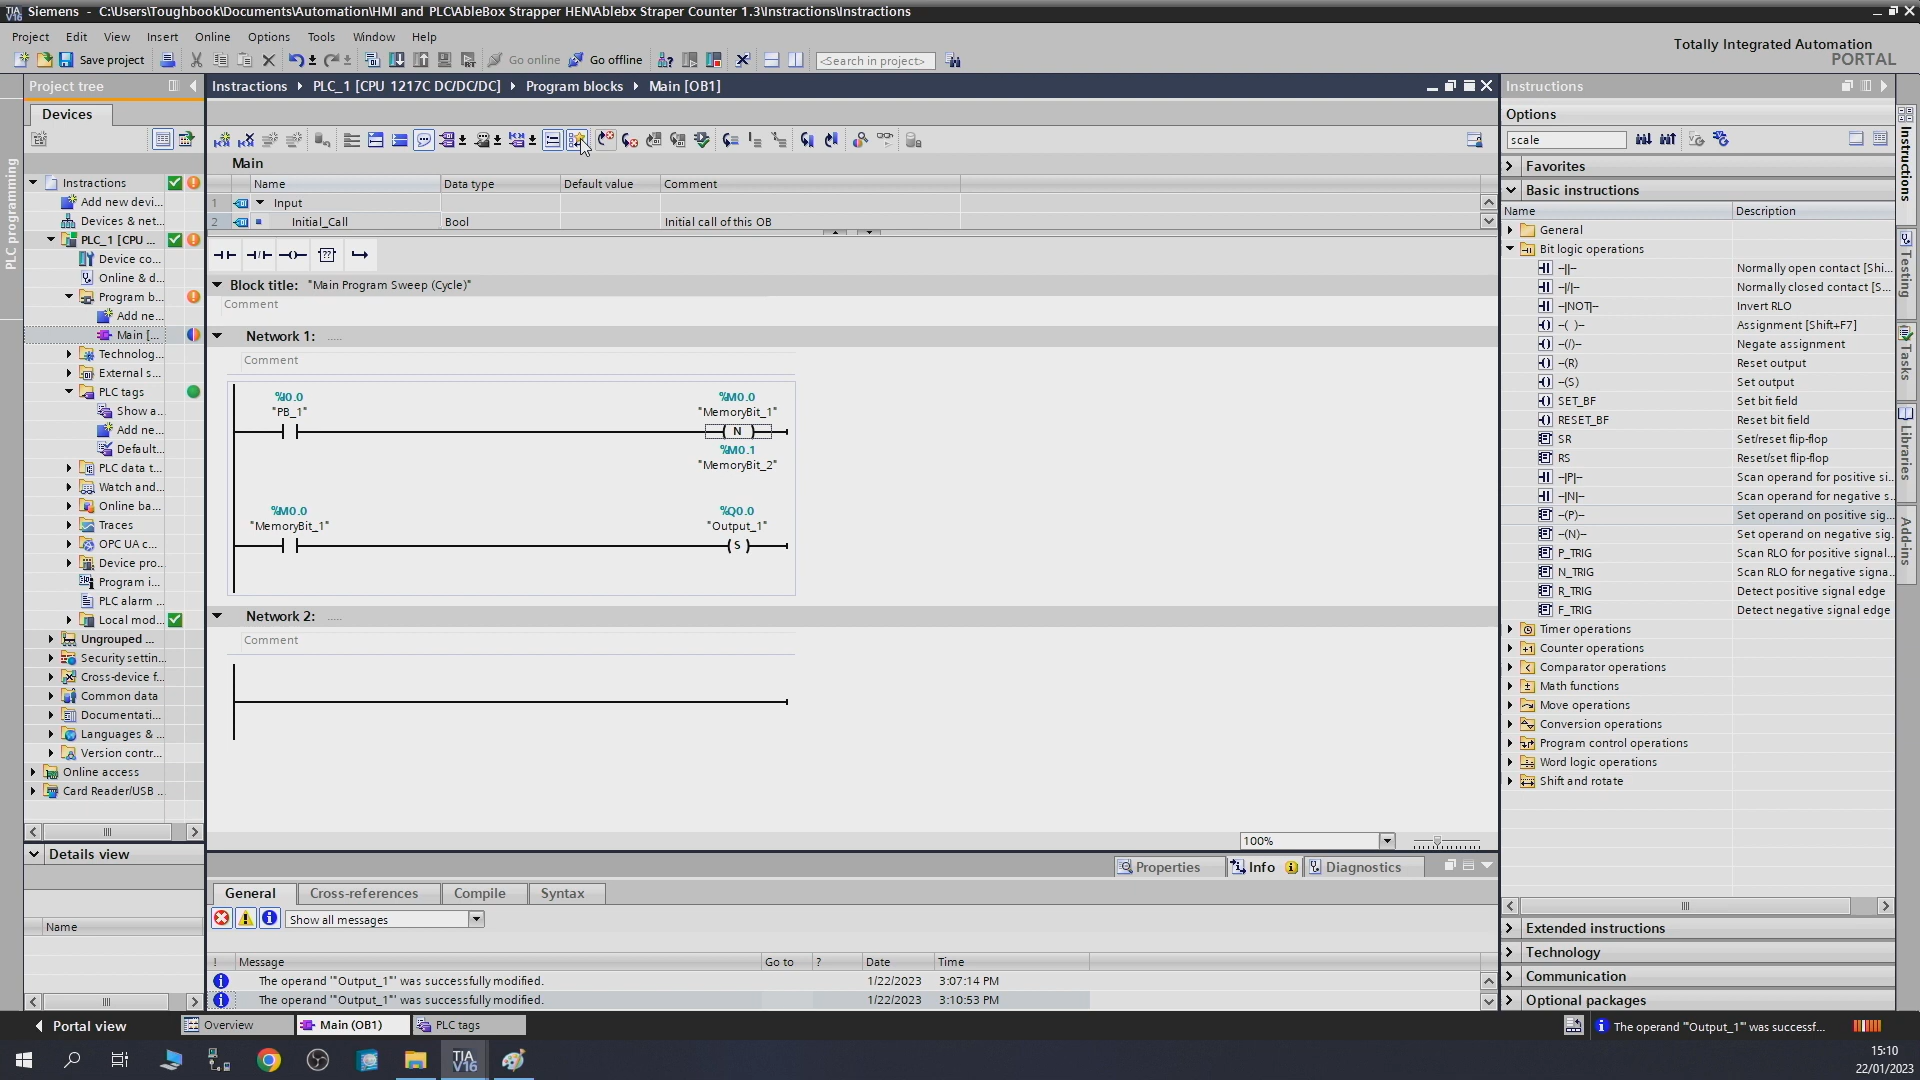 Siemens - C:\Users\Toughbook\Documents\Automation\HMI and PLC\AbleBox Strapper HEN\Ablebx Straper Counter 1.3\Instractions\Instractions
Project Edit View Insert Online Options Tools Window Help
Totally Integrated Automation
PORTAL
Save project
Go online
Go offline
<Search in project>
Project tree
Devices
PLC programming
Instractions
Add new devi...
Devices & net...
PLC_1 [CPU ...
Device co...
Online & d...
Program b...
Add ne...
Main [...
Technolog...
External s...
PLC tags
Show a...
Add ne...
Default...
PLC data t...
Watch and...
Online ba...
Traces
OPC UA c...
Device pro...
Program i...
PLC alarm ...
Local mod...
Ungrouped ...
Security settin...
Cross-device f...
Common data
Documentati...
Languages & ...
Version contr...
Online access
Card Reader/USB ...
Details view
Name
Instractions PLC_1 [CPU 1217C DC/DC/DC] Program blocks Main [OB1]
Main
Name Data type Default value Comment
1 Input
2 Initial_Call Bool Initial call of this OB
Block title: "Main Program Sweep (Cycle)"
Comment
Network 1: .....
Comment
%I0.0
"PB_1"
%M0.0
"MemoryBit_1"
N
%M0.1
"MemoryBit_2"
%M0.0
"MemoryBit_1"
%Q0.0
"Output_1"
S
Network 2: .....
Comment
100%
Properties Info Diagnostics
General Cross-references Compile Syntax
Show all messages
! Message Go to ? Date Time
The operand '"Output_1"' was successfully modified. 1/22/2023 3:07:14 PM
The operand '"Output_1"' was successfully modified. 1/22/2023 3:10:53 PM
Instructions
Options
scale
Favorites
Basic instructions
Name Description
General
Bit logic operations
-||- Normally open contact [Shi...
-|/|- Normally closed contact [S...
-|NOT|- Invert RLO
-( )- Assignment [Shift+F7]
-(/)- Negate assignment
-(R) Reset output
-(S) Set output
SET_BF Set bit field
RESET_BF Reset bit field
SR Set/reset flip-flop
RS Reset/set flip-flop
-|P|- Scan operand for positive si...
-|N|- Scan operand for negative s...
-(P)- Set operand on positive sig...
-(N)- Set operand on negative sig...
P_TRIG Scan RLO for positive signal...
N_TRIG Scan RLO for negative signa...
R_TRIG Detect positive signal edge
F_TRIG Detect negative signal edge
Timer operations
Counter operations
Comparator operations
Math functions
Move operations
Conversion operations
Program control operations
Word logic operations
Shift and rotate
Extended instructions
Technology
Communication
Optional packages
Instructions
Testing
Tasks
Libraries
Add-ins
Portal view Overview Main (OB1) PLC tags
The operand '"Output_1"' was successf...
TIA
V16
15:10
22/01/2023